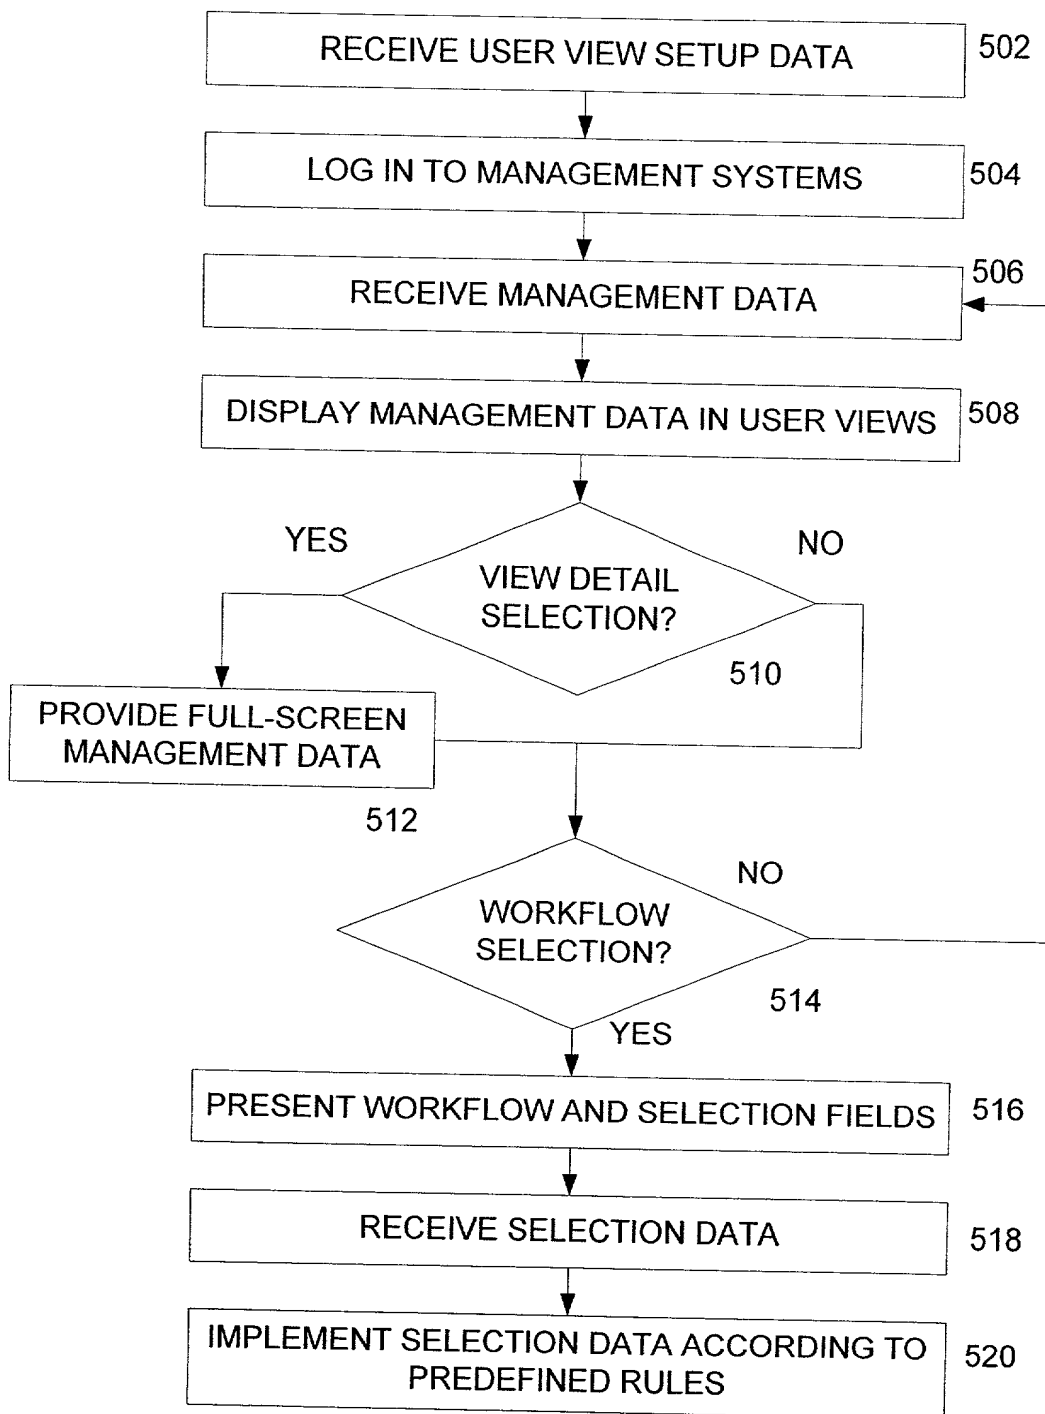 RECEIVE USER VIEW SETUP DATA
502
LOG IN TO MANAGEMENT SYSTEMS
504
506
RECEIVE MANAGEMENT DATA
DISPLAY MANAGEMENT DATA IN USER VIEWS
508
YES
NO
VIEW DETAIL
SELECTION?
510
PROVIDE FULL-SCREEN
MANAGEMENT DATA
512
NO
WORKFLOW
SELECTION?
514
YES
PRESENT WORKFLOW AND SELECTION FIELDS
516
RECEIVE SELECTION DATA
518
IMPLEMENT SELECTION DATA ACCORDING TO
PREDEFINED RULES
520